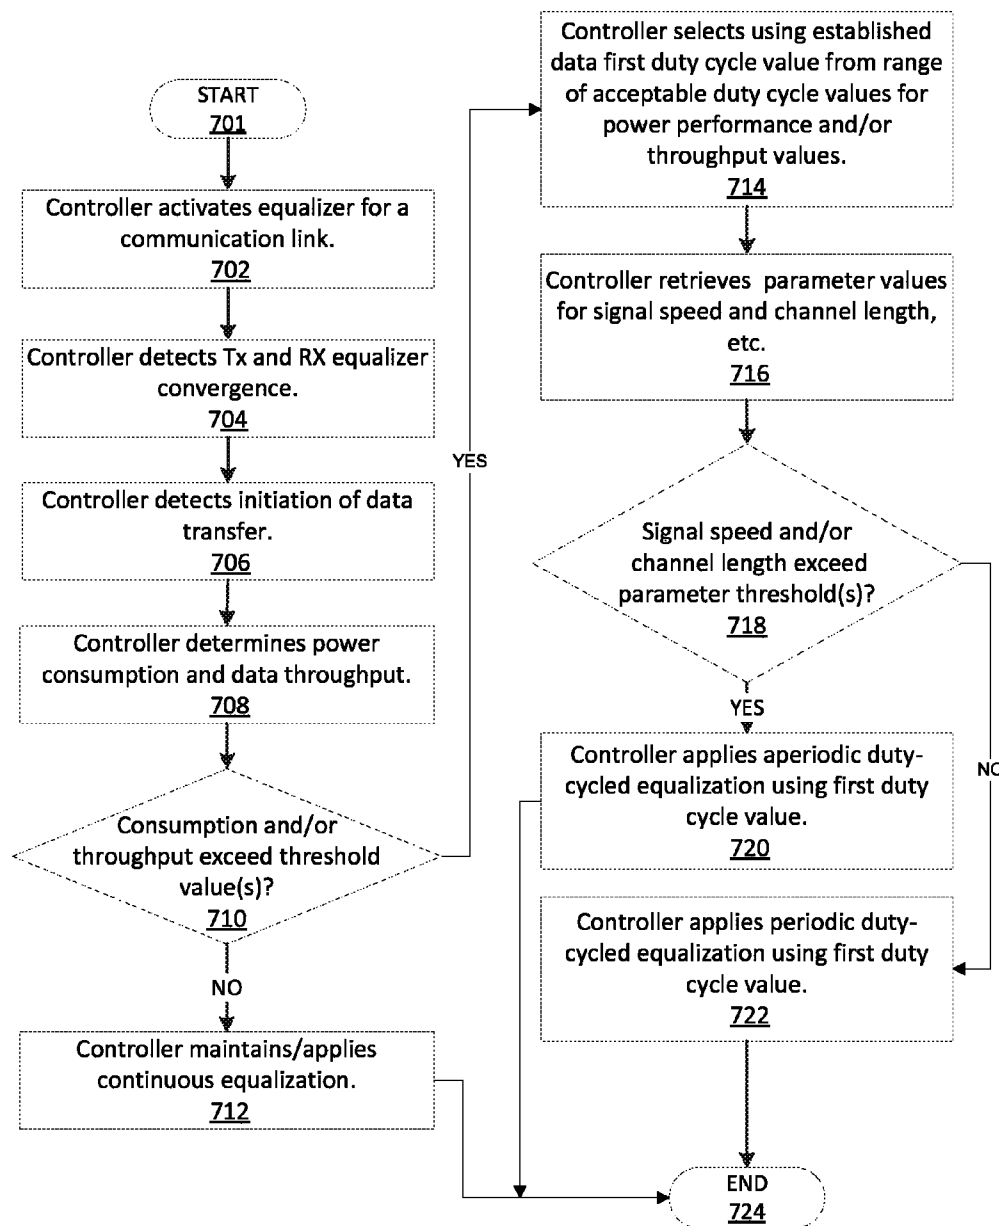 START
701
Controller activates equalizer for a
communication link.
702
Controller detects Tx and RX equalizer
convergence.
704
Controller detects initiation of data
transfer.
706
Controller determines power
consumption and data throughput.
708
Consumption and/or
throughput exceed threshold
value(s)?
710
NO
Controller maintains/applies
continuous equalization.
712
YES
Controller selects using established
data first duty cycle value from range
of acceptable duty cycle values for
power performance and/or
throughput values.
714
Controller retrieves parameter values
for signal speed and channel length,
etc.
716
Signal speed and/or
channel length exceed
parameter threshold(s)?
718
YES
NO
Controller applies aperiodic duty-
cycled equalization using first duty
cycle value.
720
Controller applies periodic duty-
cycled equalization using first duty
cycle value.
722
END
724